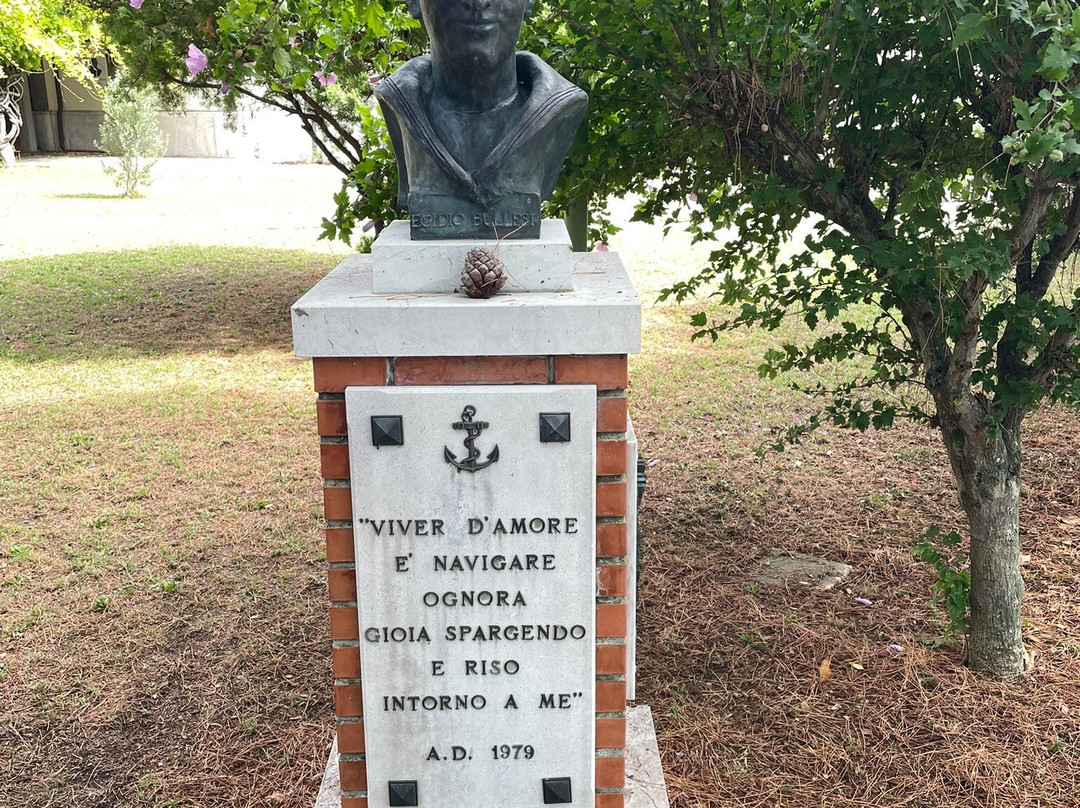 EGIDIO BULLESI
"VIVER D'AMORE
E' NAVIGARE
OGNORA
GIOIA SPARGENDO
E RISO
INTORNO A ME"
A.D. 1979